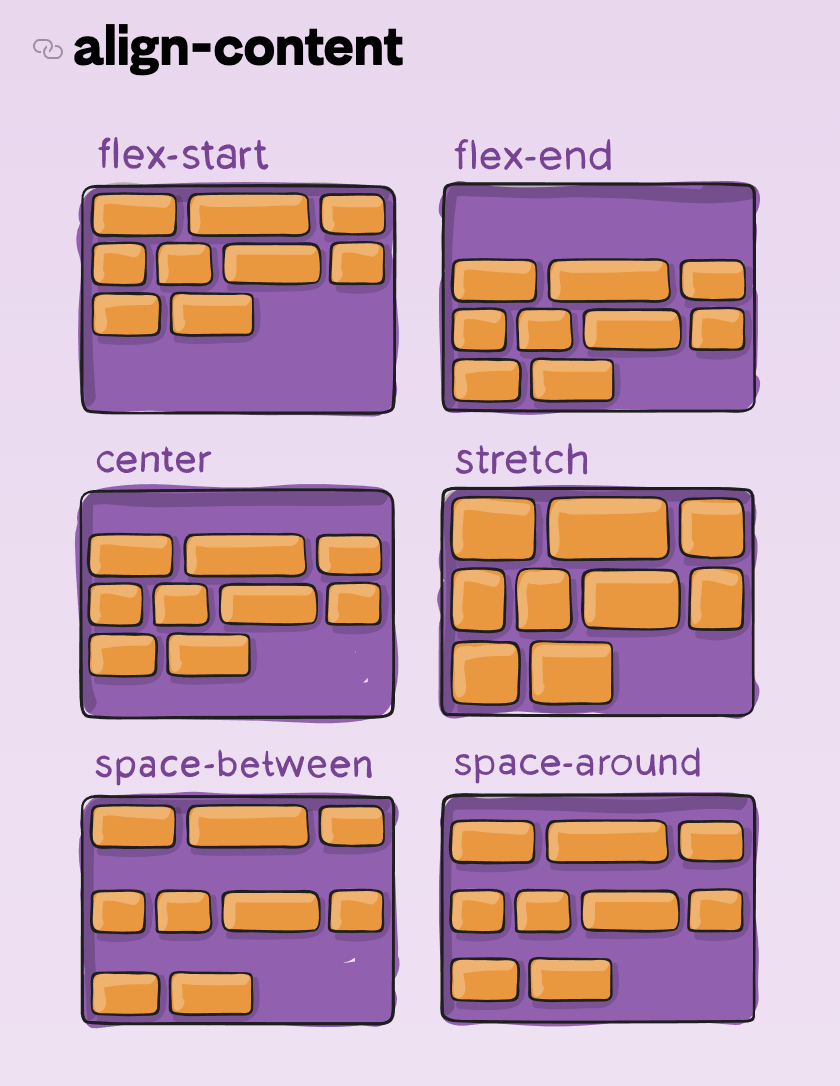 align-content
flex-start
flex-end
center
stretch
space-between
space-around